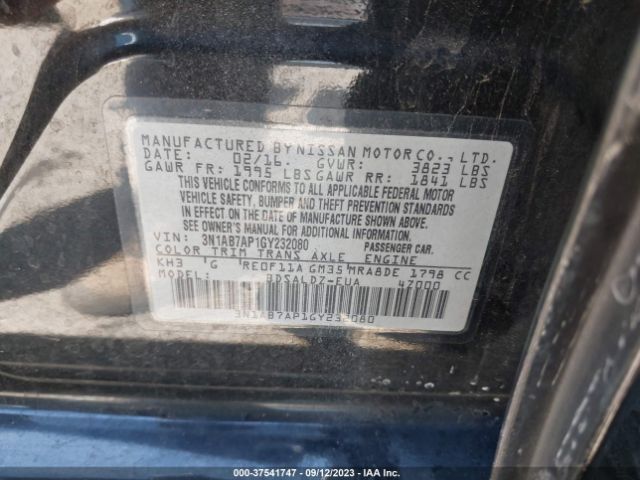 MANUFACTURED BY NISSAN MOTOR CO., LTD.
DATE: 02/16. GVWR: 3823 LBS
GAWR FR: 1995 LBS GAWR RR: 1841 LBS
THIS VEHICLE CONFORMS TO ALL APPLICABLE FEDERAL MOTOR
VEHICLE SAFETY, BUMPER AND THEFT PREVENTION STANDARDS
IN EFFECT ON THE DATE OF MANUFACTURE SHOWN ABOVE.
SEE OWNER'S MANUAL FOR ADDITIONAL INFORMATION
VIN: 3N1AB7AP1GY232080 PASSENGER CAR.
COLOR TRIM TRANS AXLE ENGINE
KH3 G RE0F11A GM35 MRA8DE 1798 CC
MODEL: BDSALDZ-EUA 47000
3N1AB7AP1GY232080
000-37541747 - 09/12/2023 - IAA Inc.